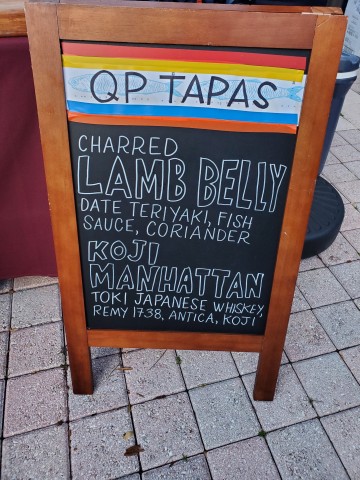 QP TAPAS
CHARRED
LAMB BELLY
DATE TERIYAKI, FISH
SAUCE, CORIANDER
KOJI
MANHATTAN
TOKI JAPANESE WHISKEY,
REMY 1738, ANTICA, KOJI